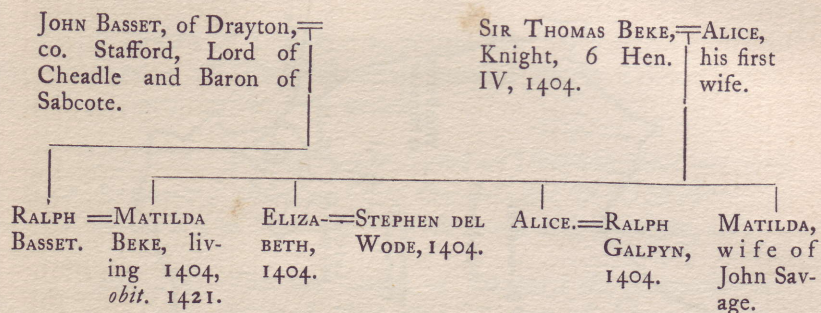 John Basset, of Drayton,
co. Stafford, Lord of
Cheadle and Baron of
Sabcote.
Sir Thomas Beke,
Knight, 6 Hen.
IV, 1404.
Alice,
his first
wife.
Ralph
Basset.
Matilda
Beke, liv-
ing 1404,
obit. 1421.
Eliza-
beth,
1404.
Stephen del
Wode, 1404.
Alice.
Ralph
Galpyn,
1404.
Matilda,
wife of
John Sav-
age.